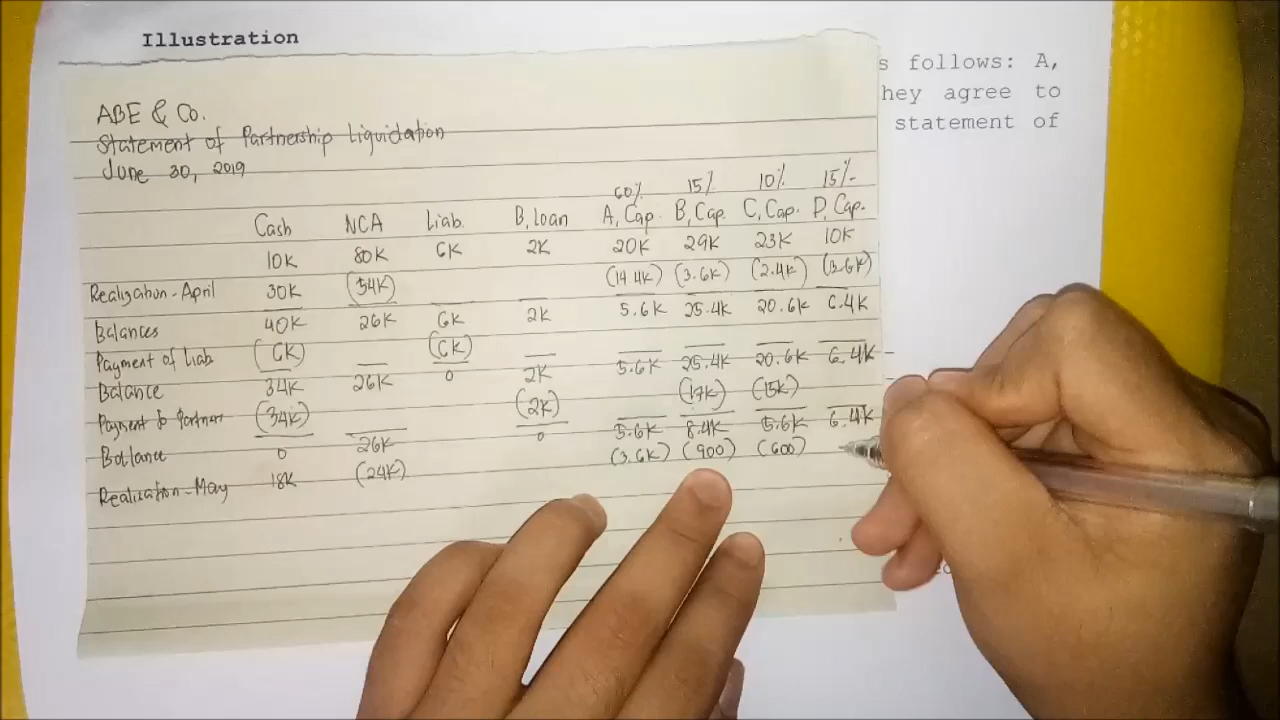 Illustration
s follows: A,
hey agree to
statement of
ABE & Co.
Statement of Partnership Liquidation
June 30, 2019
60% 15% 10% 15%
Cash NCA Liab. B, Loan A, Cap. B, Cap. C, Cap. D, Cap.
10K 80K 6K 2K 20K 29K 23K 10K
Realization - April 30K (54K) (14.4K) (3.6K) (2.4K) (3.6K)
Balances 40K 26K 6K 2K 5.6K 25.4K 20.6K 6.4K
Payment of Liab. (6K) (6K)
Balance 34K 26K 0 2K 5.6K 25.4K 20.6K 6.4K
Payment to Partners (34K) (2K) (17K) (15K)
Balance 0 26K 0 5.6K 8.4K 5.6K 6.4K
Realization - May 18K (24K) (3.6K) (900) (600)